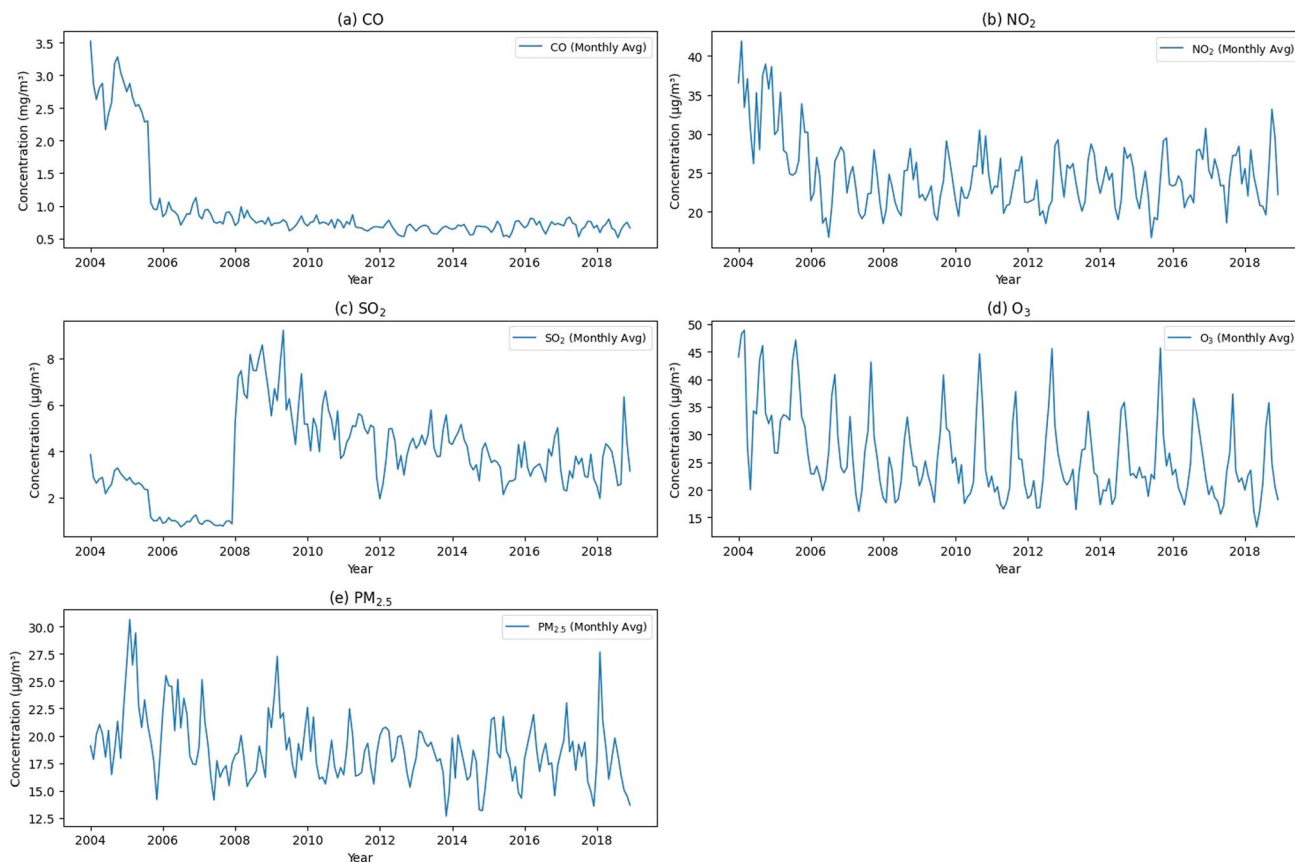 (a) CO
CO (Monthly Avg)
Concentration (mg/m³)
3.5
3.0
2.5
2.0
1.5
1.0
0.5
2004 2006 2008 2010 2012 2014 2016 2018
Year
(b) NO₂
NO₂ (Monthly Avg)
Concentration (µg/m³)
40
35
30
25
20
2004 2006 2008 2010 2012 2014 2016 2018
Year
(c) SO₂
SO₂ (Monthly Avg)
Concentration (µg/m³)
8
6
4
2
2004 2006 2008 2010 2012 2014 2016 2018
Year
(d) O₃
O₃ (Monthly Avg)
Concentration (µg/m³)
50
45
40
35
30
25
20
15
2004 2006 2008 2010 2012 2014 2016 2018
Year
(e) PM₂.₅
PM₂.₅ (Monthly Avg)
Concentration (µg/m³)
30.0
27.5
25.0
22.5
20.0
17.5
15.0
12.5
2004 2006 2008 2010 2012 2014 2016 2018
Year